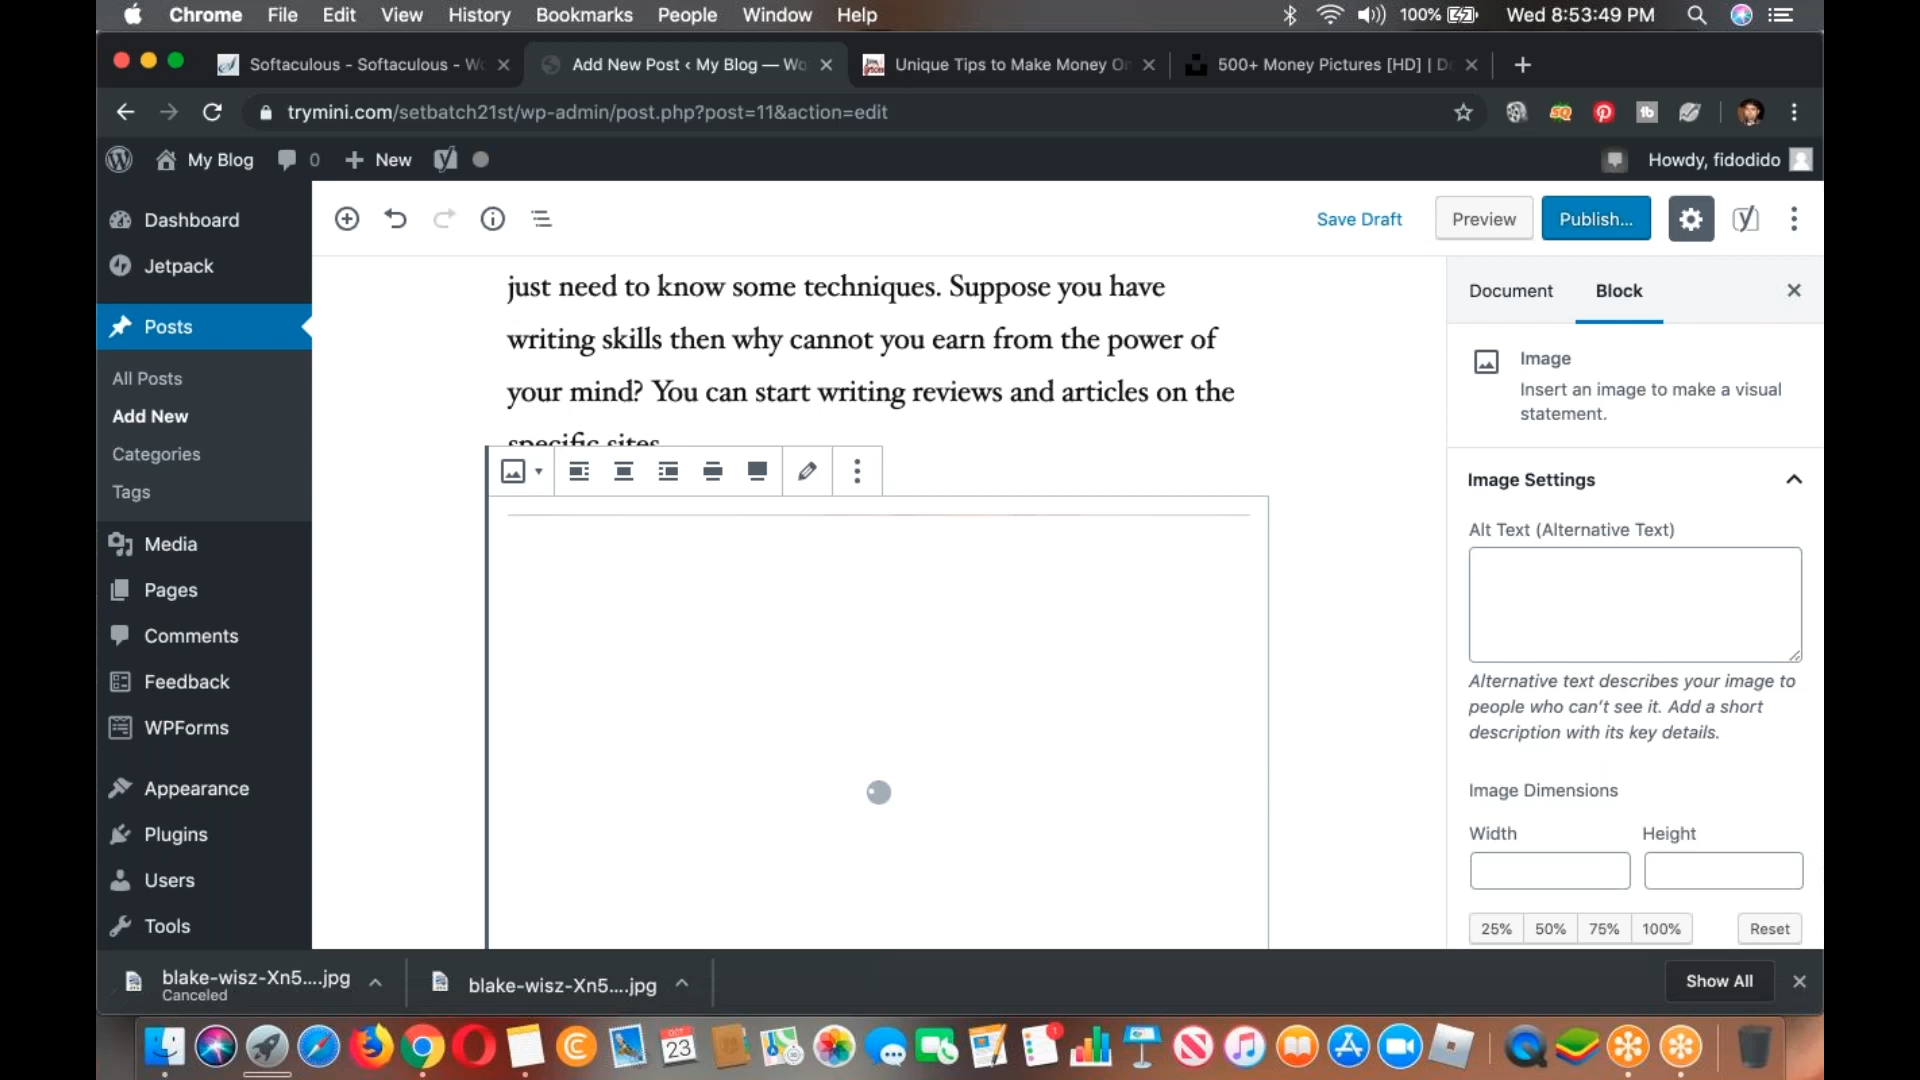 Chrome File Edit View History Bookmarks People Window Help
100% Wed 8:53:49 PM
Softaculous - Softaculous - Wo
Add New Post ‹ My Blog — Wo
Unique Tips to Make Money On
500+ Money Pictures [HD] | Do
trymini.com/setbatch21st/wp-admin/post.php?post=11&action=edit
My Blog 0 New
Howdy, fidodido
Dashboard
Jetpack
Posts
All Posts
Add New
Categories
Tags
Media
Pages
Comments
Feedback
WPForms
Appearance
Plugins
Users
Tools
Save Draft
Preview
Publish...
just need to know some techniques. Suppose you have
writing skills then why cannot you earn from the power of
your mind? You can start writing reviews and articles on the
specific sites.
Document
Block
Image
Insert an image to make a visual
statement.
Image Settings
Alt Text (Alternative Text)
Alternative text describes your image to
people who can't see it. Add a short
description with its key details.
Image Dimensions
Width
Height
25% 50% 75% 100%
Reset
blake-wisz-Xn5....jpg
Canceled
blake-wisz-Xn5....jpg
Show All
OCT
23
1